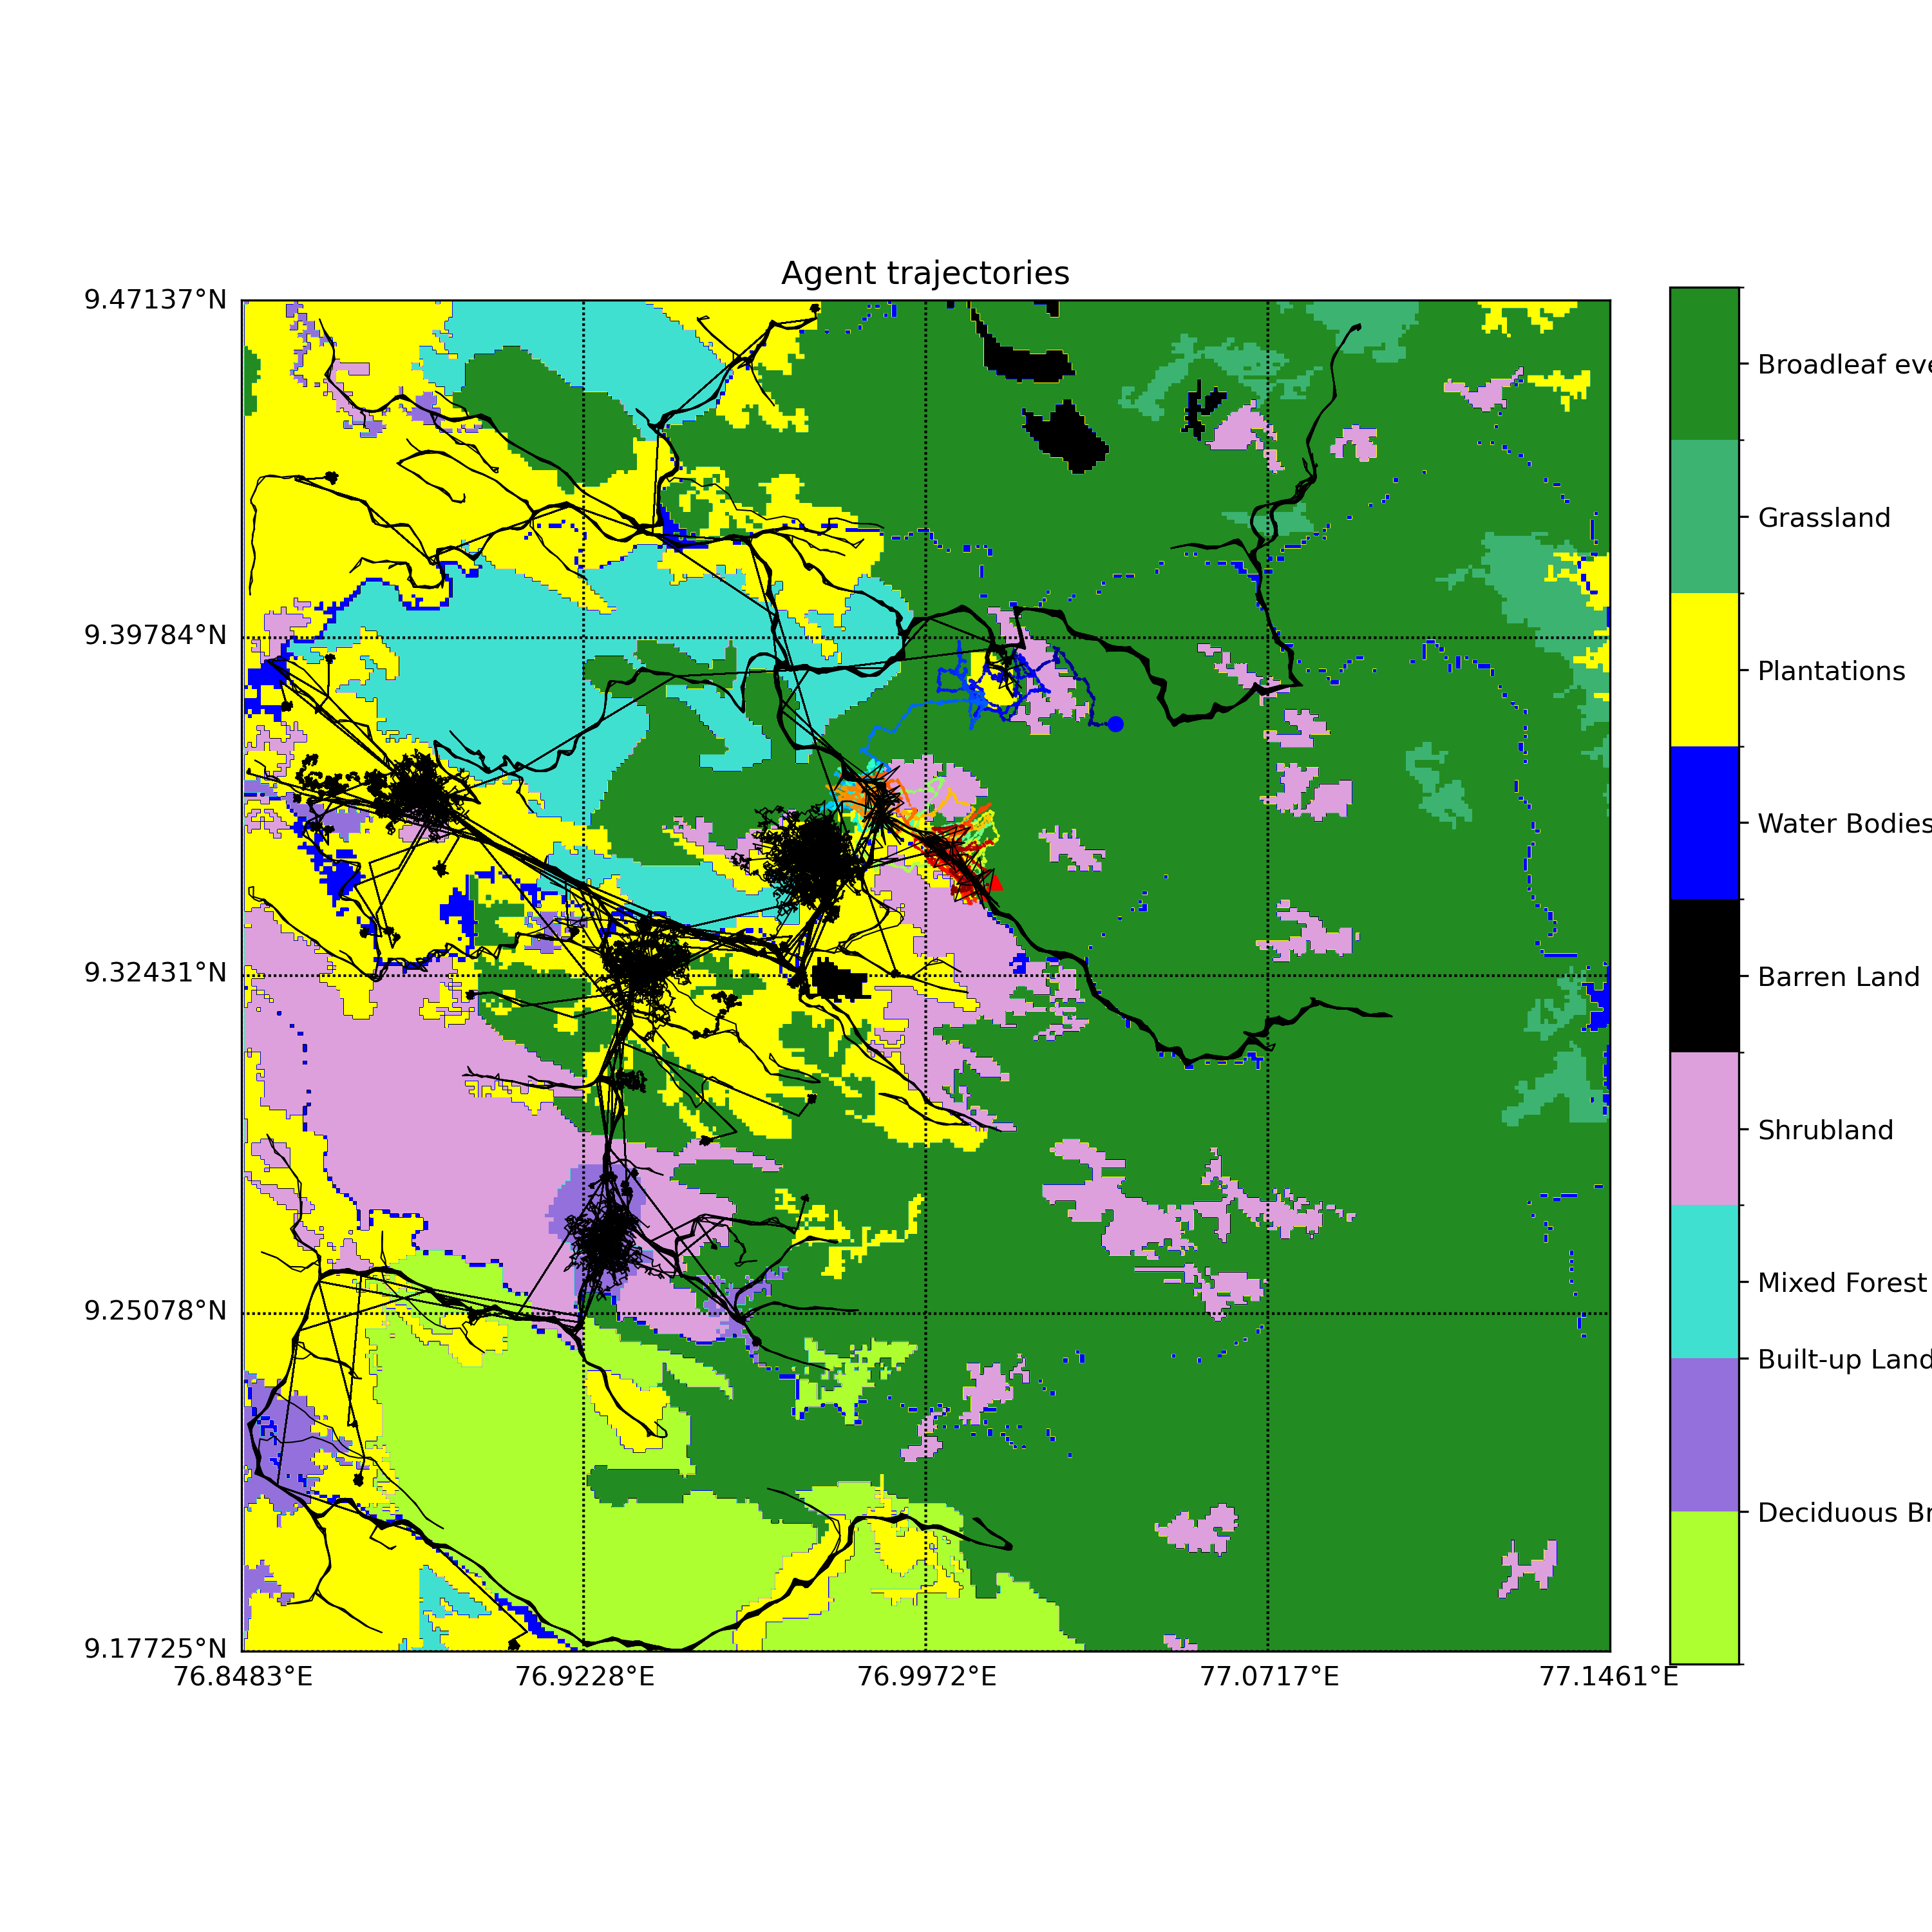 Agent trajectories
9.47137°N
9.39784°N
9.32431°N
9.25078°N
9.17725°N
76.8483°E
76.9228°E
76.9972°E
77.0717°E
77.1461°E
Broadleaf eve
Grassland
Plantations
Water Bodies
Barren Land
Shrubland
Mixed Forest
Built-up Land
Deciduous Br